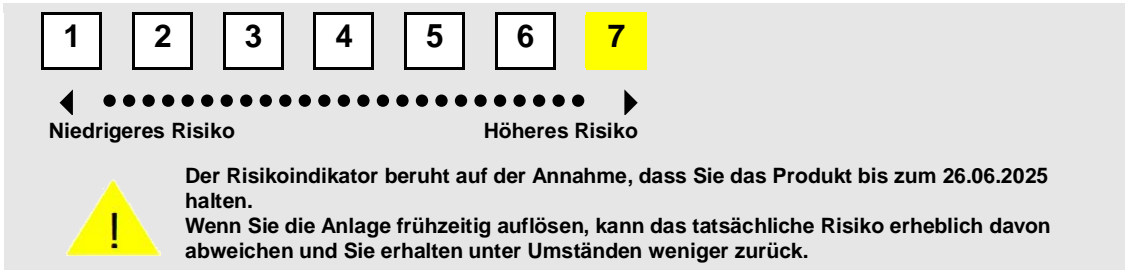 1 2 3 4 5 6 7
Niedrigeres Risiko Höheres Risiko
Der Risikoindikator beruht auf der Annahme, dass Sie das Produkt bis zum 26.06.2025
halten.
Wenn Sie die Anlage frühzeitig auflösen, kann das tatsächliche Risiko erheblich davon
abweichen und Sie erhalten unter Umständen weniger zurück.
!